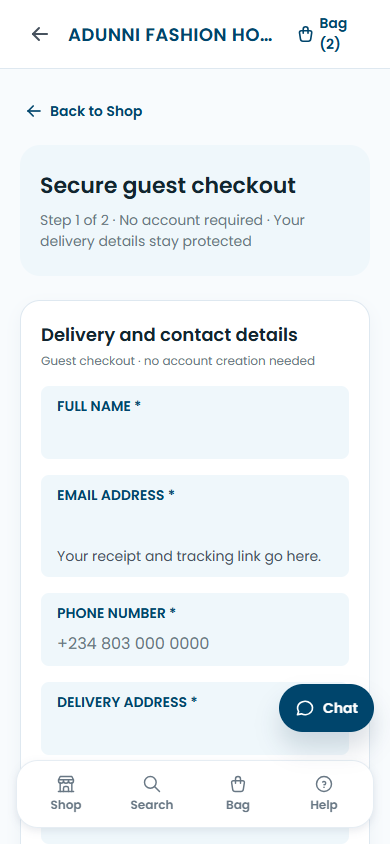 ADUNNI FASHION HO...
Bag
(2)
Back to Shop
Secure guest checkout
Step 1 of 2 · No account required · Your
delivery details stay protected
Delivery and contact details
Guest checkout · no account creation needed
FULL NAME *
EMAIL ADDRESS *
Your receipt and tracking link go here.
PHONE NUMBER *
+234 803 000 0000
DELIVERY ADDRESS *
Chat
Shop
Search
Bag
Help